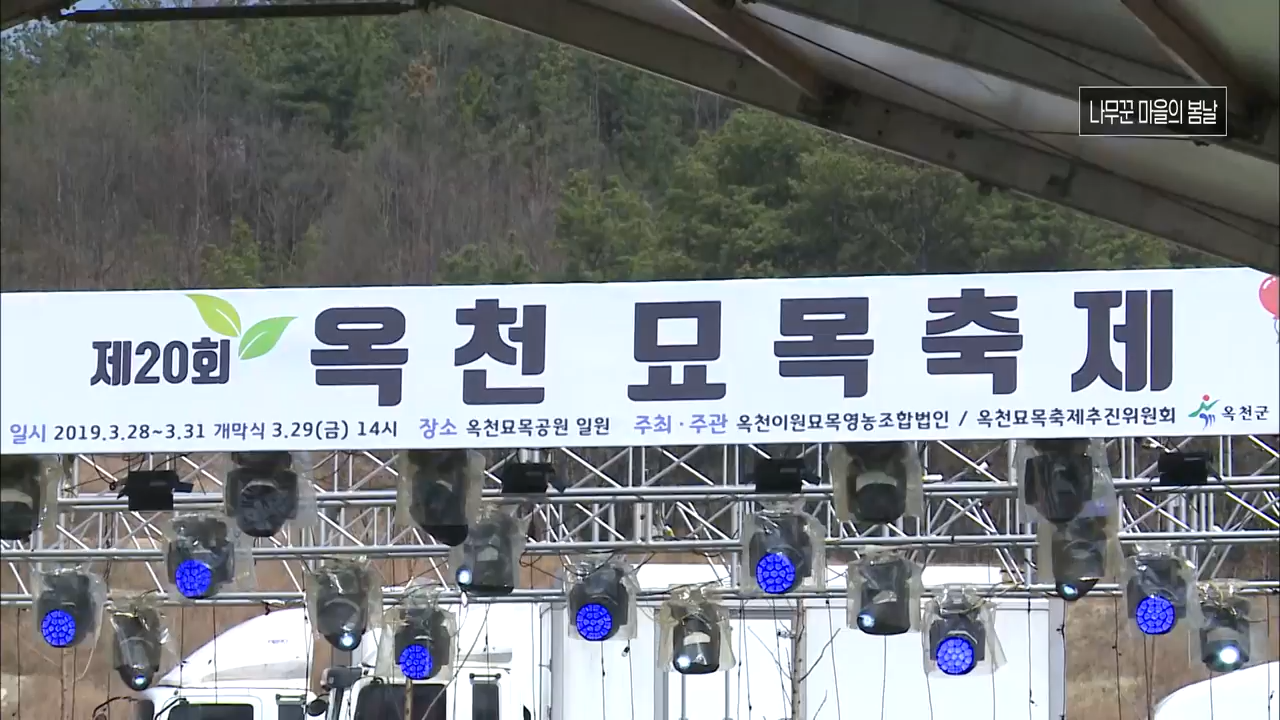 나무꾼 마을의 봄날
제20회 옥천 묘목축제
일시 2019.3.28~3.31 개막식 3.29(금) 14시 장소 옥천묘목공원 일원 주최·주관 옥천이원묘목영농조합법인 / 옥천묘목축제추진위원회 옥천군